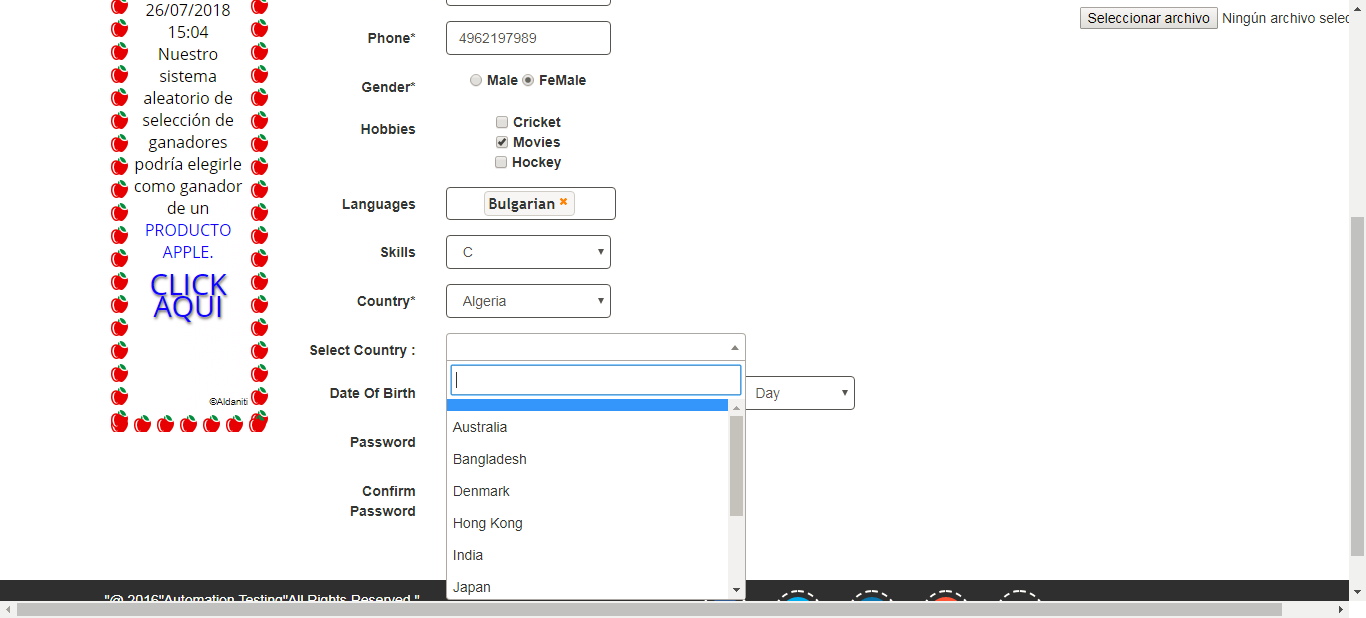 26/07/2018
15:04
Nuestro
sistema
aleatorio de
selección de
ganadores
podría elegirle
como ganador
de un
PRODUCTO
APPLE.
CLICK
AQUI
©Aldaniti
Seleccionar archivo Ningún archivo selec
Phone* 4962197989
Gender* Male FeMale
Hobbies Cricket
Movies
Hockey
Languages Bulgarian
Skills C
Country* Algeria
Select Country :
Date Of Birth Day
Password
Confirm
Password
Australia
Bangladesh
Denmark
Hong Kong
India
Japan
"@ 2016"Automation Testing"All Rights Reserved."